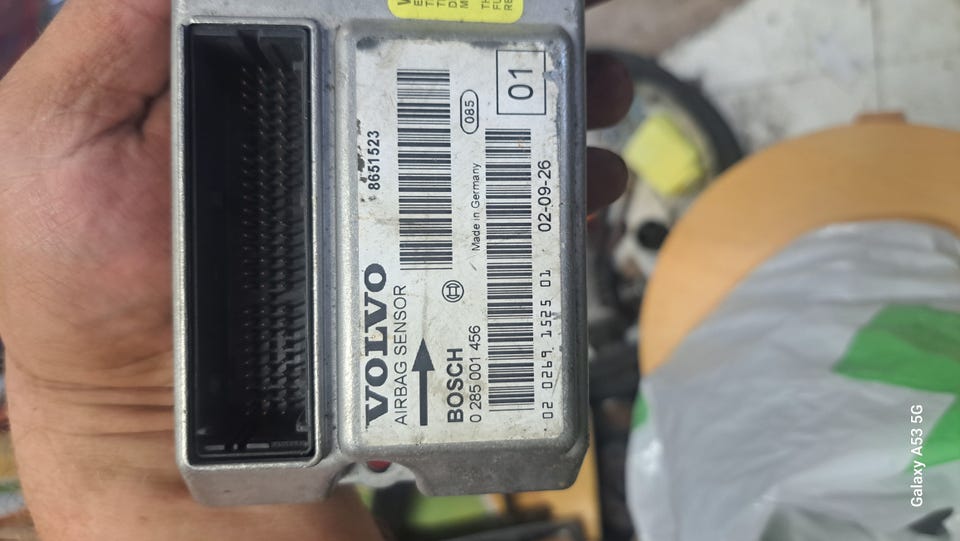 VOLVO
8651523
AIRBAG SENSOR
085
01
BOSCH
Made in Germany
0 285 001 456
02 0269 1525 01
02-09-26
Galaxy A53 5G